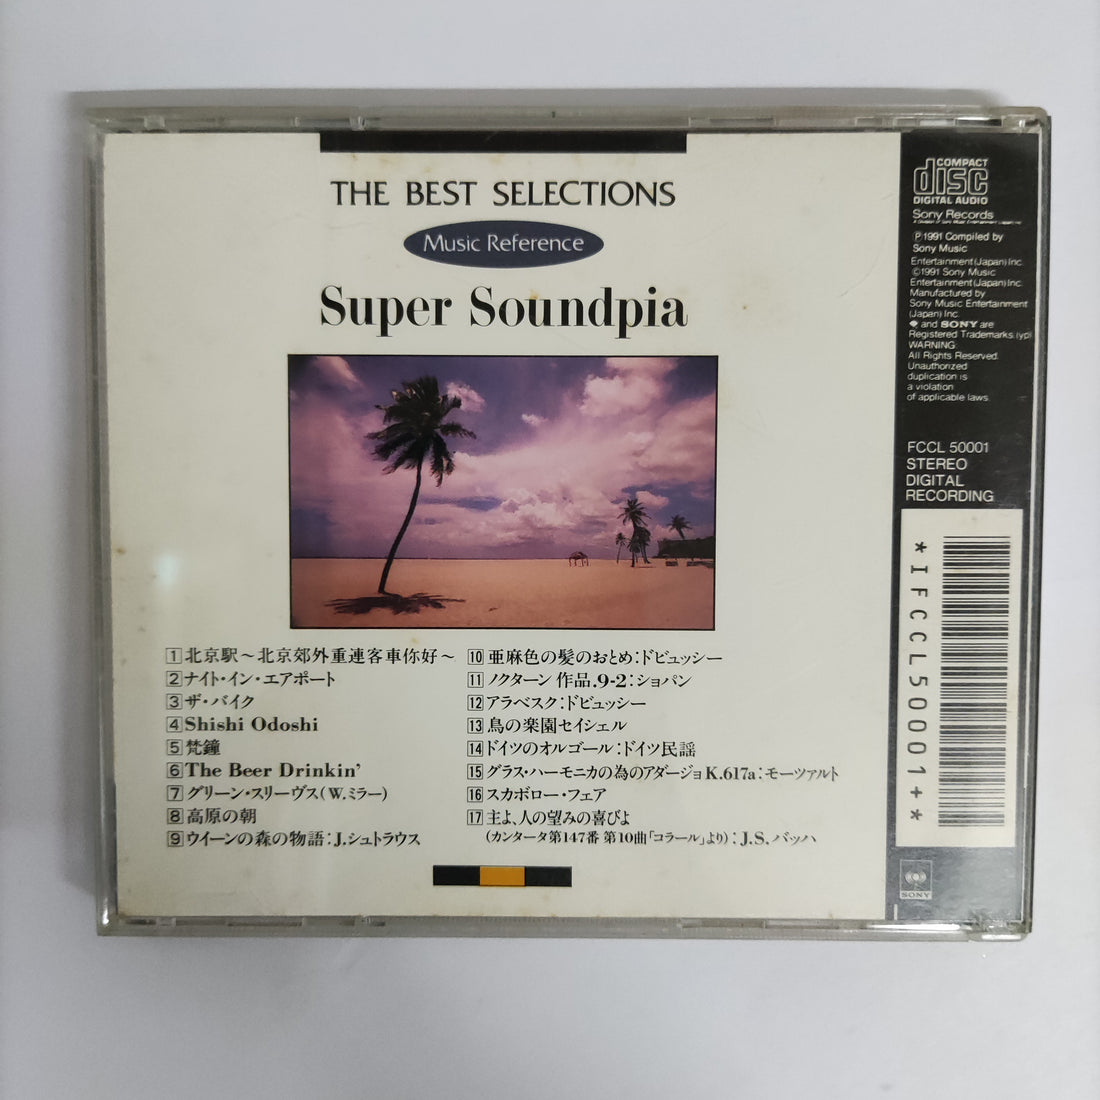 THE BEST SELECTIONS
Music Reference
Super Soundpia
1 北京駅～北京郊外重連客車你好～
2 ナイト・イン・エアポート
3 ザ・バイク
4 Shishi Odoshi
5 梵鐘
6 The Beer Drinkin'
7 グリーン・スリーヴス(W.ミラー)
8 高原の朝
9 ウイーンの森の物語:J.シュトラウス
10 亜麻色の髪のおとめ:ドビュッシー
11 ノクターン 作品.9-2:ショパン
12 アラベスク:ドビュッシー
13 鳥の楽園セイシェル
14 ドイツのオルゴール:ドイツ民謡
15 グラス・ハーモニカの為のアダージョ K.617a:モーツァルト
16 スカボロー・フェア
17 主よ、人の望みの喜びよ
(カンタータ第147番 第10曲「コラール」より):J.S.バッハ
COMPACT
disc
DIGITAL AUDIO
Sony Records
A Division of Sony Music Entertainment (Japan) Inc.
℗1991 Compiled by
Sony Music
Entertainment (Japan) Inc.
©1991 Sony Music
Entertainment (Japan) Inc.
Manufactured by
Sony Music Entertainment
(Japan) Inc.
and SONY are
Registered Trademarks. (yp)
WARNING:
All Rights Reserved.
Unauthorized
duplication is
a violation
of applicable laws.
FCCL 50001
STEREO
DIGITAL
RECORDING
*IFCCL50001+*
SONY